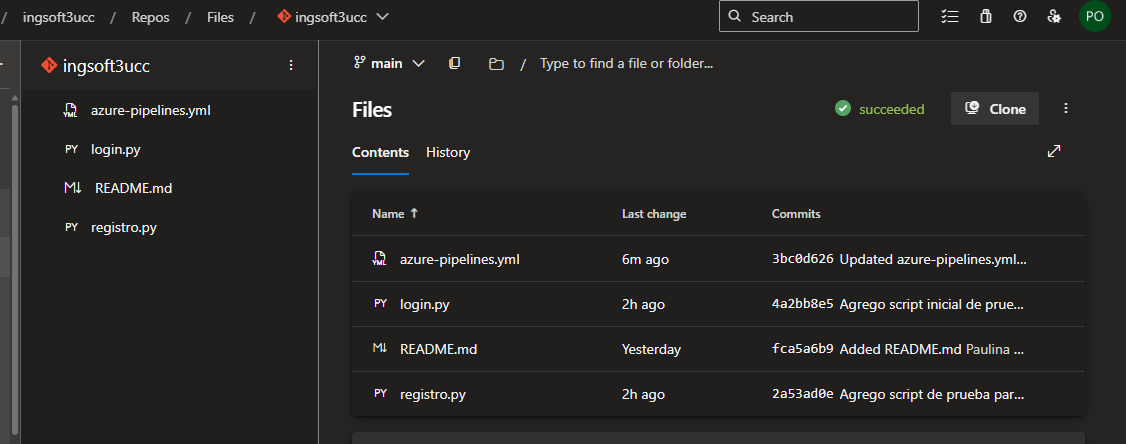 / ingsoft3ucc / Repos / Files / ingsoft3ucc
Search
PO
ingsoft3ucc
YML azure-pipelines.yml
PY login.py
M↓ README.md
PY registro.py
main / Type to find a file or folder...
Files
succeeded
Clone
Contents History
Name ↑ Last change Commits
YML azure-pipelines.yml 6m ago 3bc0d626 Updated azure-pipelines.yml...
PY login.py 2h ago 4a2bb8e5 Agrego script inicial de prue...
M↓ README.md Yesterday fca5a6b9 Added README.md Paulina ...
PY registro.py 2h ago 2a53ad0e Agrego script de prueba par...